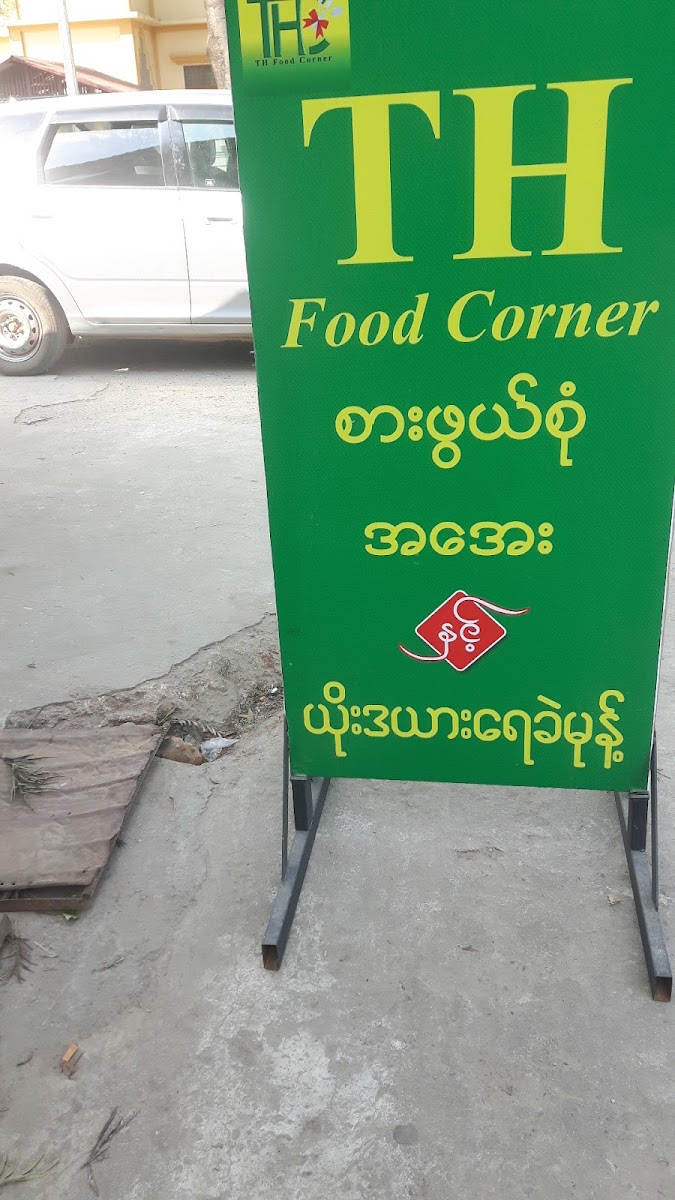 THC
TH Food Corner
TH
Food Corner
စားဖွယ်စုံ
အအေး
နှင့်
ယိုးဒယားရေခဲမုန့်